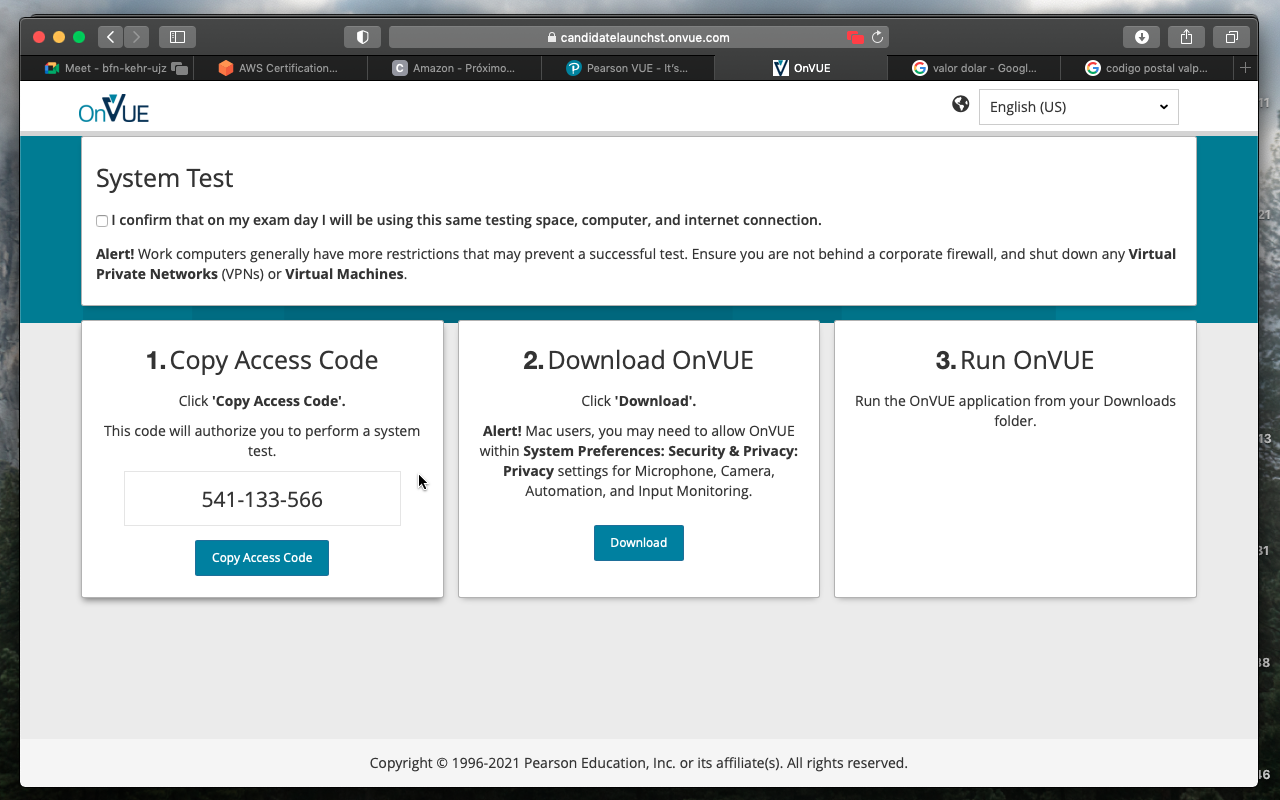 candidatelaunchst.onvue.com
Meet - bfn-kehr-ujz
AWS Certification...
C Amazon - Próximo...
Pearson VUE - It's...
OnVUE
valor dolar - Googl...
codigo postal valp...
OnVUE
English (US)
System Test
I confirm that on my exam day I will be using this same testing space, computer, and internet connection.
Alert! Work computers generally have more restrictions that may prevent a successful test. Ensure you are not behind a corporate firewall, and shut down any Virtual
Private Networks (VPNs) or Virtual Machines.
1. Copy Access Code
Click 'Copy Access Code'.
This code will authorize you to perform a system
test.
541-133-566
Copy Access Code
2. Download OnVUE
Click 'Download'.
Alert! Mac users, you may need to allow OnVUE
within System Preferences: Security & Privacy:
Privacy settings for Microphone, Camera,
Automation, and Input Monitoring.
Download
3. Run OnVUE
Run the OnVUE application from your Downloads
folder.
Copyright © 1996-2021 Pearson Education, Inc. or its affiliate(s). All rights reserved.